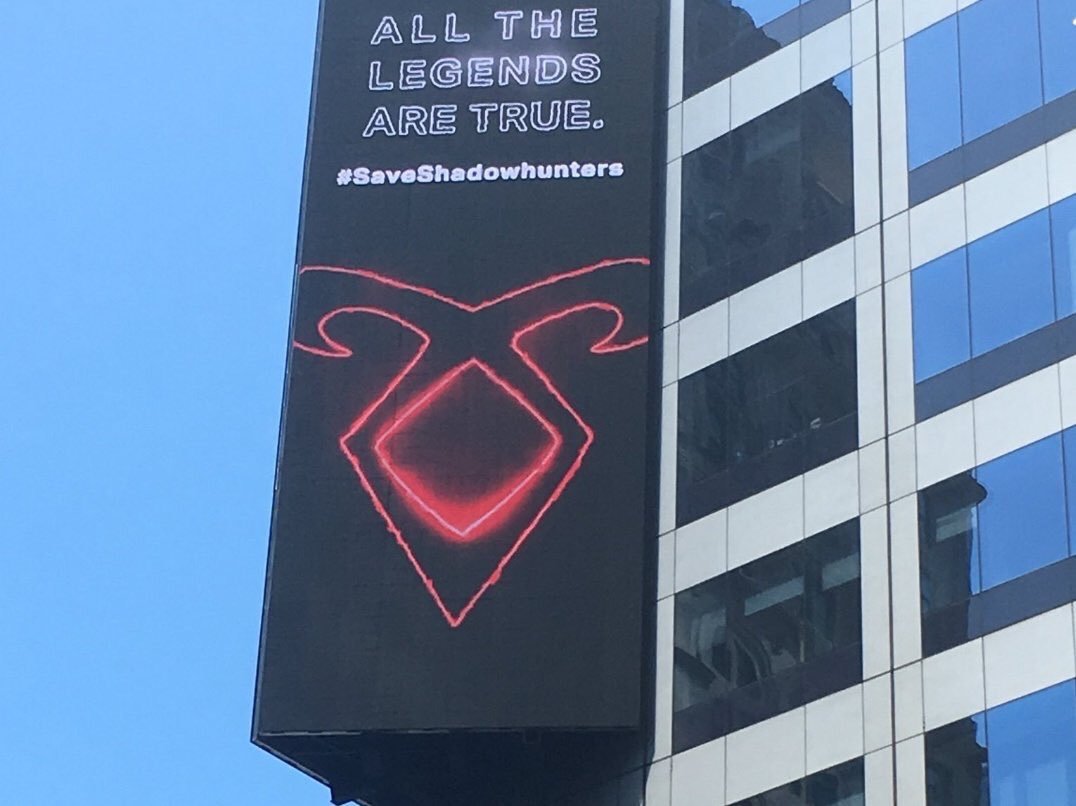 ALL THE
LEGENDS
ARE TRUE.
#SaveShadowhunters